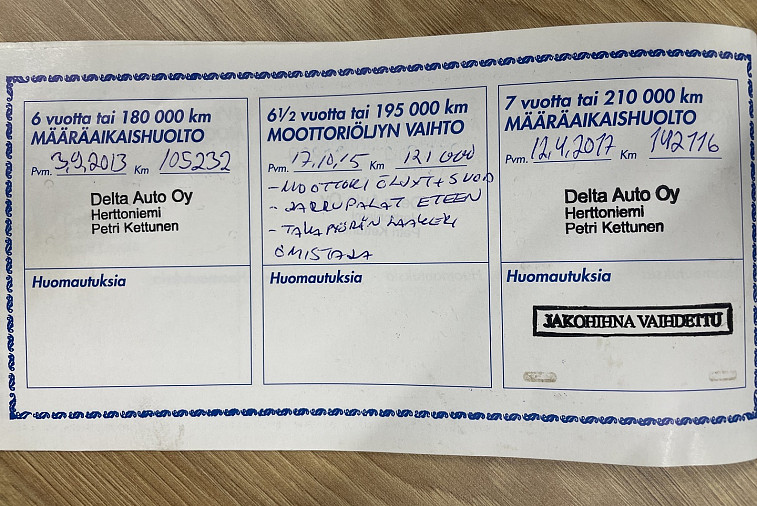 6 vuotta tai 180 000 km
MÄÄRÄAIKAISHUOLTO
Pvm. 3,9,2013 Km 105232
Delta Auto Oy
Herttoniemi
Petri Kettunen
Huomautuksia
6½ vuotta tai 195 000 km
MOOTTORIÖLJYN VAIHTO
Pvm. 17,10,15 Km 121000
- MOOTTORI ÖLJYT + SUOD
- JARRUPALAT ETEEN
- TAKAPYÖRÄN LAAKERI
OMISTAJA
Huomautuksia
7 vuotta tai 210 000 km
MÄÄRÄAIKAISHUOLTO
Pvm. 12,4,2017 Km 142116
Delta Auto Oy
Herttoniemi
Petri Kettunen
Huomautuksia
JAKOHIHNA VAIHDETTU